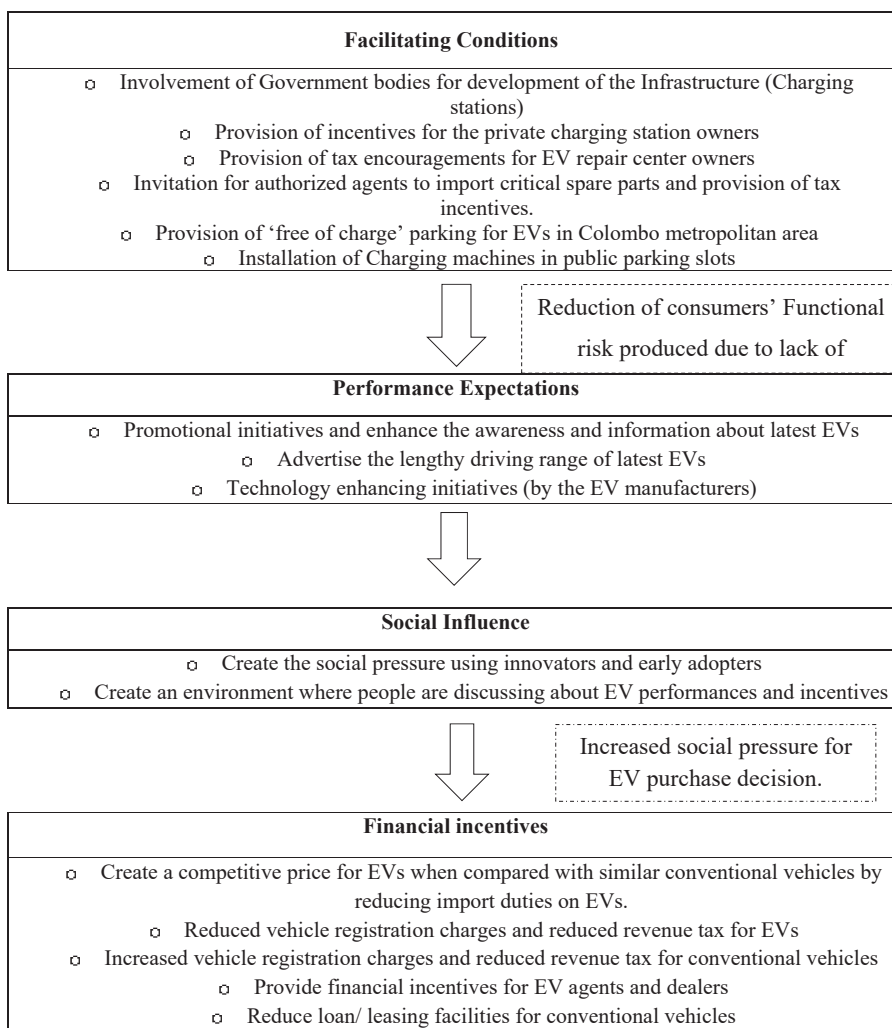 Facilitating Conditions
o Involvement of Government bodies for development of the Infrastructure (Charging
stations)
o Provision of incentives for the private charging station owners
o Provision of tax encouragements for EV repair center owners
o Invitation for authorized agents to import critical spare parts and provision of tax
incentives.
o Provision of ‘free of charge’ parking for EVs in Colombo metropolitan area
o Installation of Charging machines in public parking slots
Reduction of consumers’ Functional
risk produced due to lack of
Performance Expectations
o Promotional initiatives and enhance the awareness and information about latest EVs
o Advertise the lengthy driving range of latest EVs
o Technology enhancing initiatives (by the EV manufacturers)
Social Influence
o Create the social pressure using innovators and early adopters
o Create an environment where people are discussing about EV performances and incentives
Increased social pressure for
EV purchase decision.
Financial incentives
o Create a competitive price for EVs when compared with similar conventional vehicles by
reducing import duties on EVs.
o Reduced vehicle registration charges and reduced revenue tax for EVs
o Increased vehicle registration charges and reduced revenue tax for conventional vehicles
o Provide financial incentives for EV agents and dealers
o Reduce loan/ leasing facilities for conventional vehicles